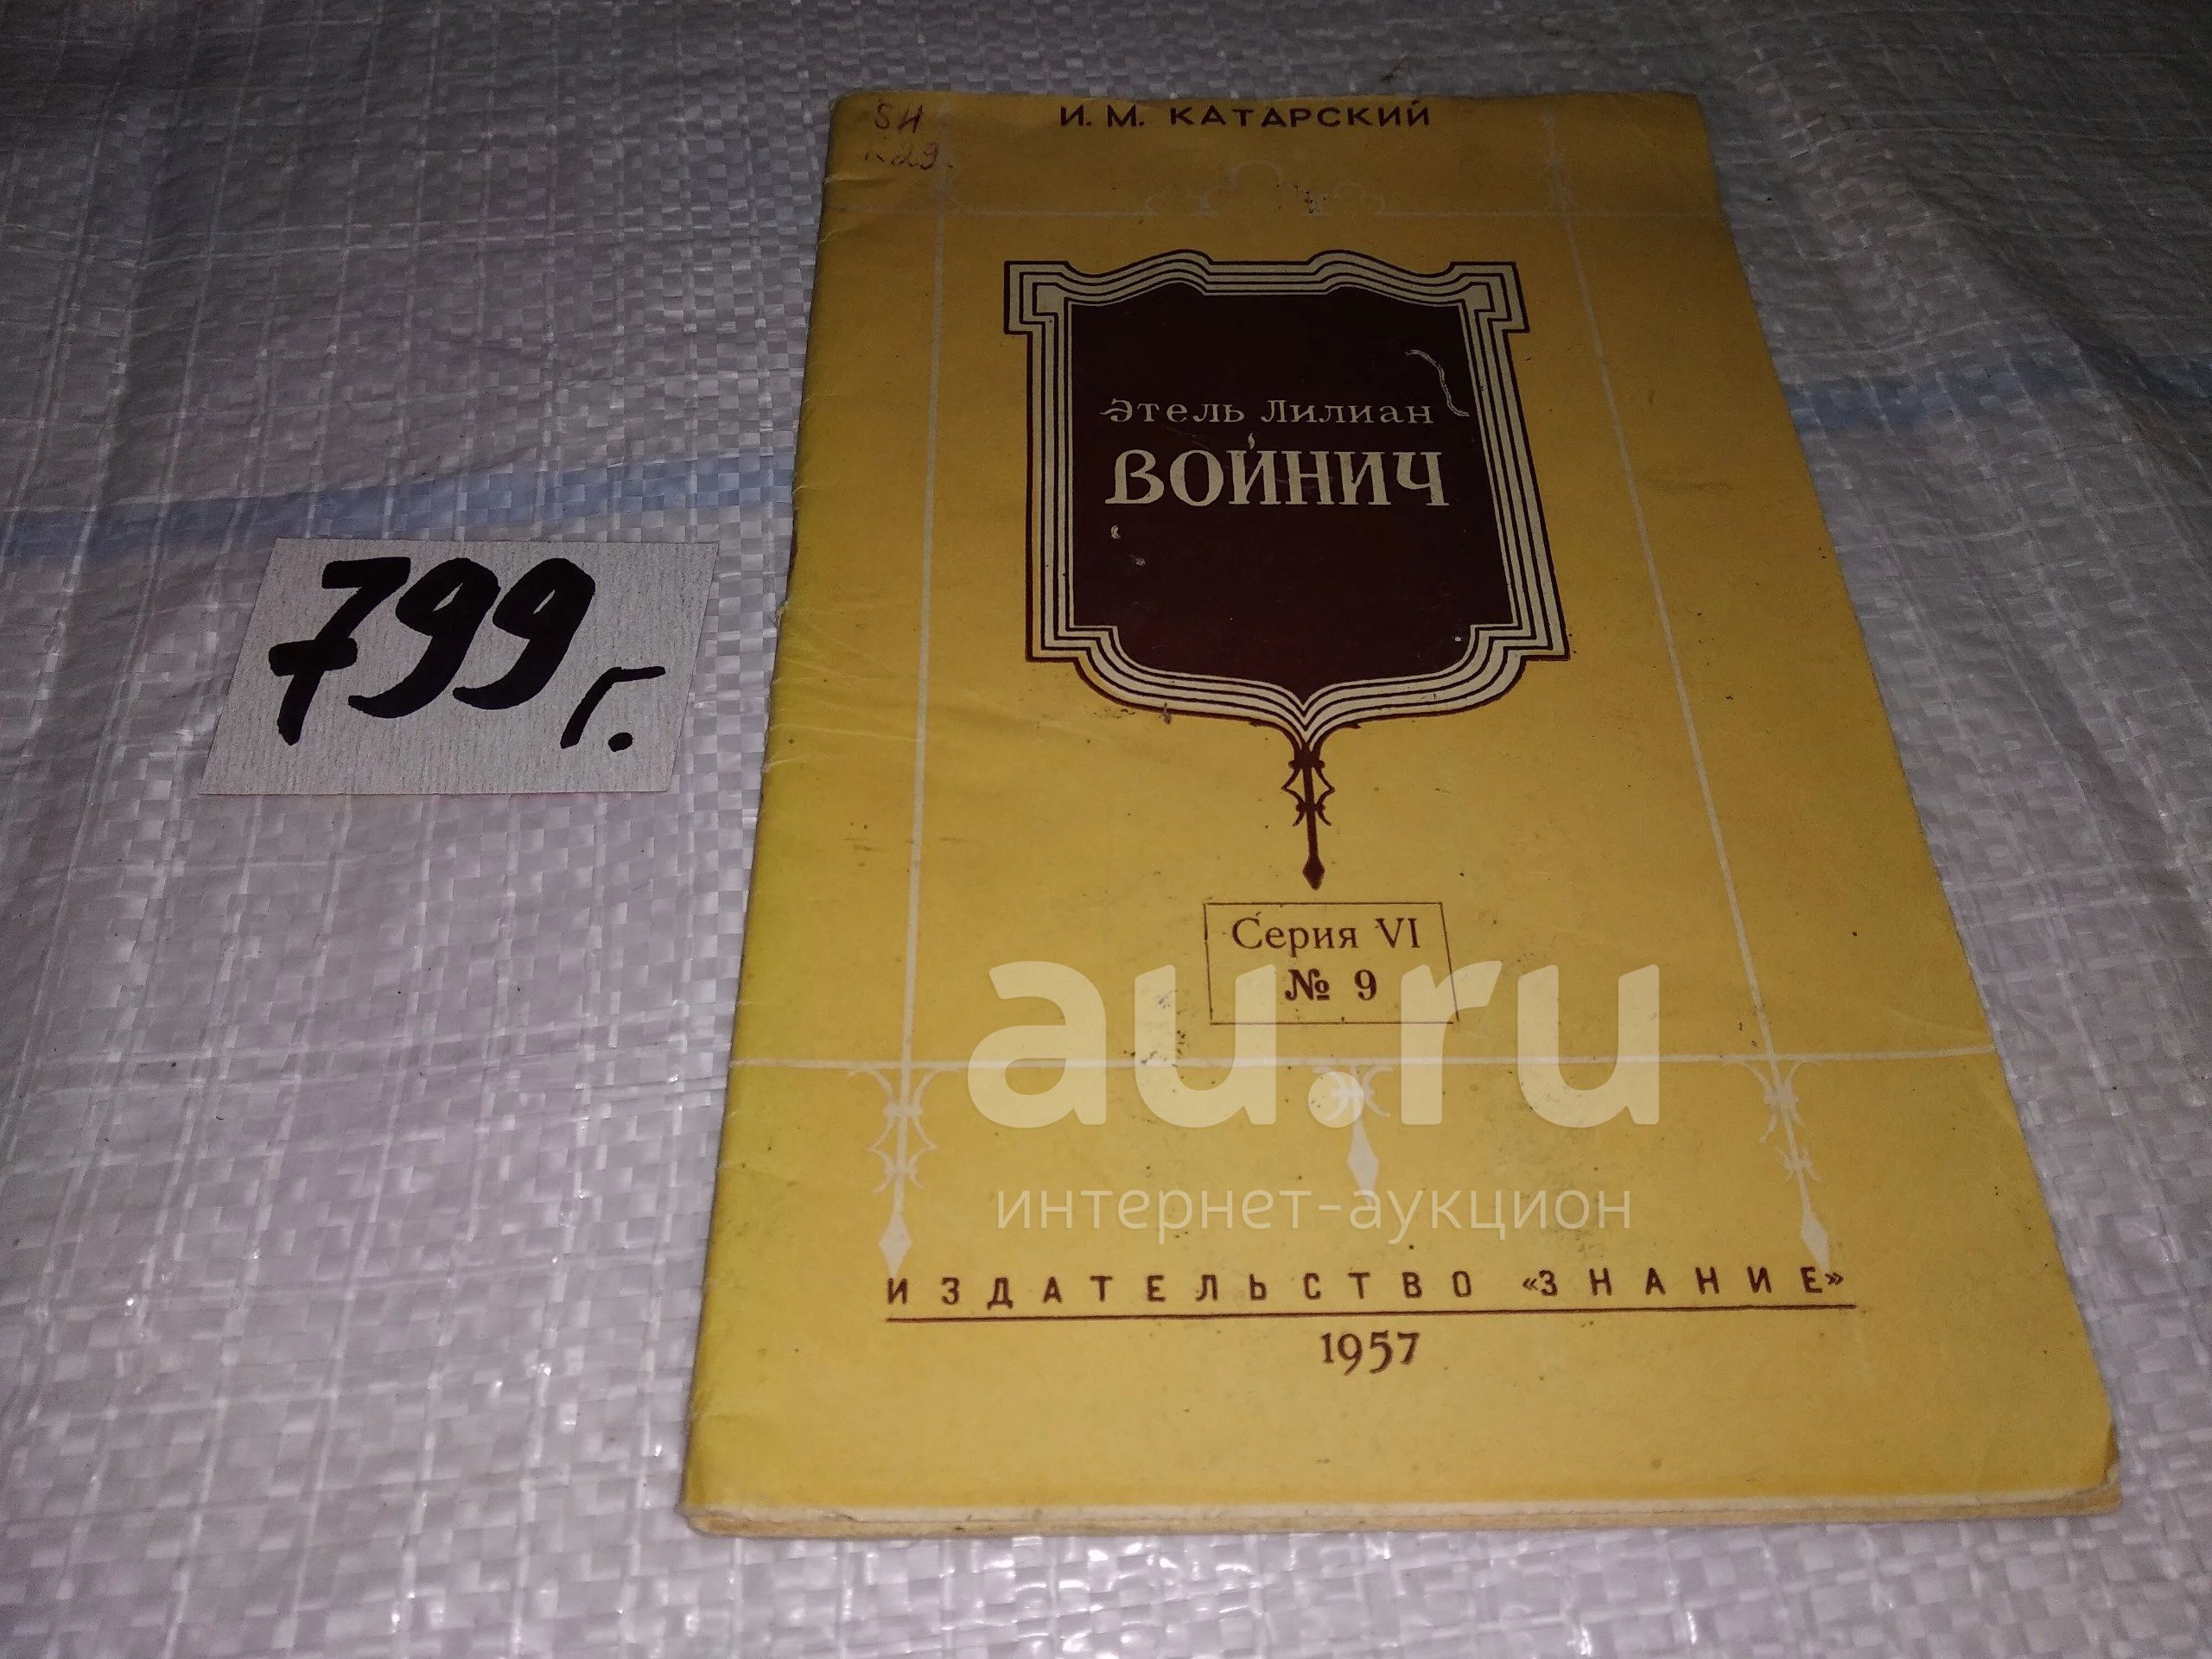 И. М. КАТАРСКИЙ
Этель Лилиан
ВОЙНИЧ
Серия VI
№ 9
ИЗДАТЕЛЬСТВО «ЗНАНИЕ»
1957
799 г.
au.ru
интернет-аукцион